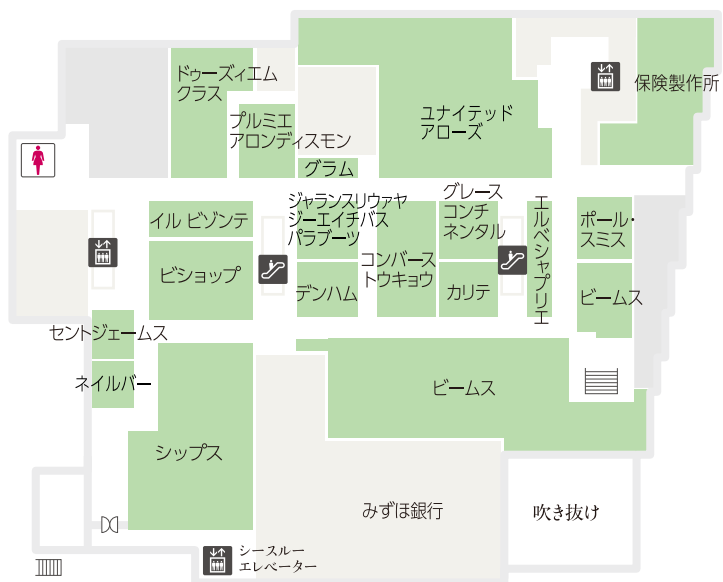 ドゥーズィエム
クラス
プルミエ
アロンディスモン
グラム
ユナイテッド
アローズ
保険製作所
イル ビゾンテ
ビショップ
ジャランスリウァヤ
ジーエイチバス
パラブーツ
デンハム
コンバース
トウキョウ
グレース
コンチ
ネンタル
カリテ
エルベシャプリエ
ポール・
スミス
ビームス
セントジェームス
ネイルバー
シップス
ビームス
みずほ銀行
吹き抜け
シースルー
エレベーター